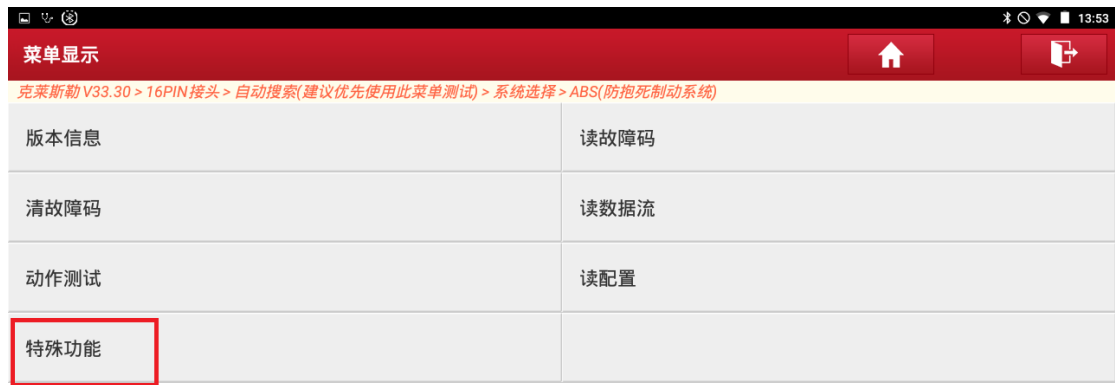 13:53
菜单显示
克莱斯勒 V33.30 > 16PIN接头 > 自动搜索(建议优先使用此菜单测试) > 系统选择 > ABS(防抱死制动系统)
版本信息 读故障码
清故障码 读数据流
动作测试 读配置
特殊功能